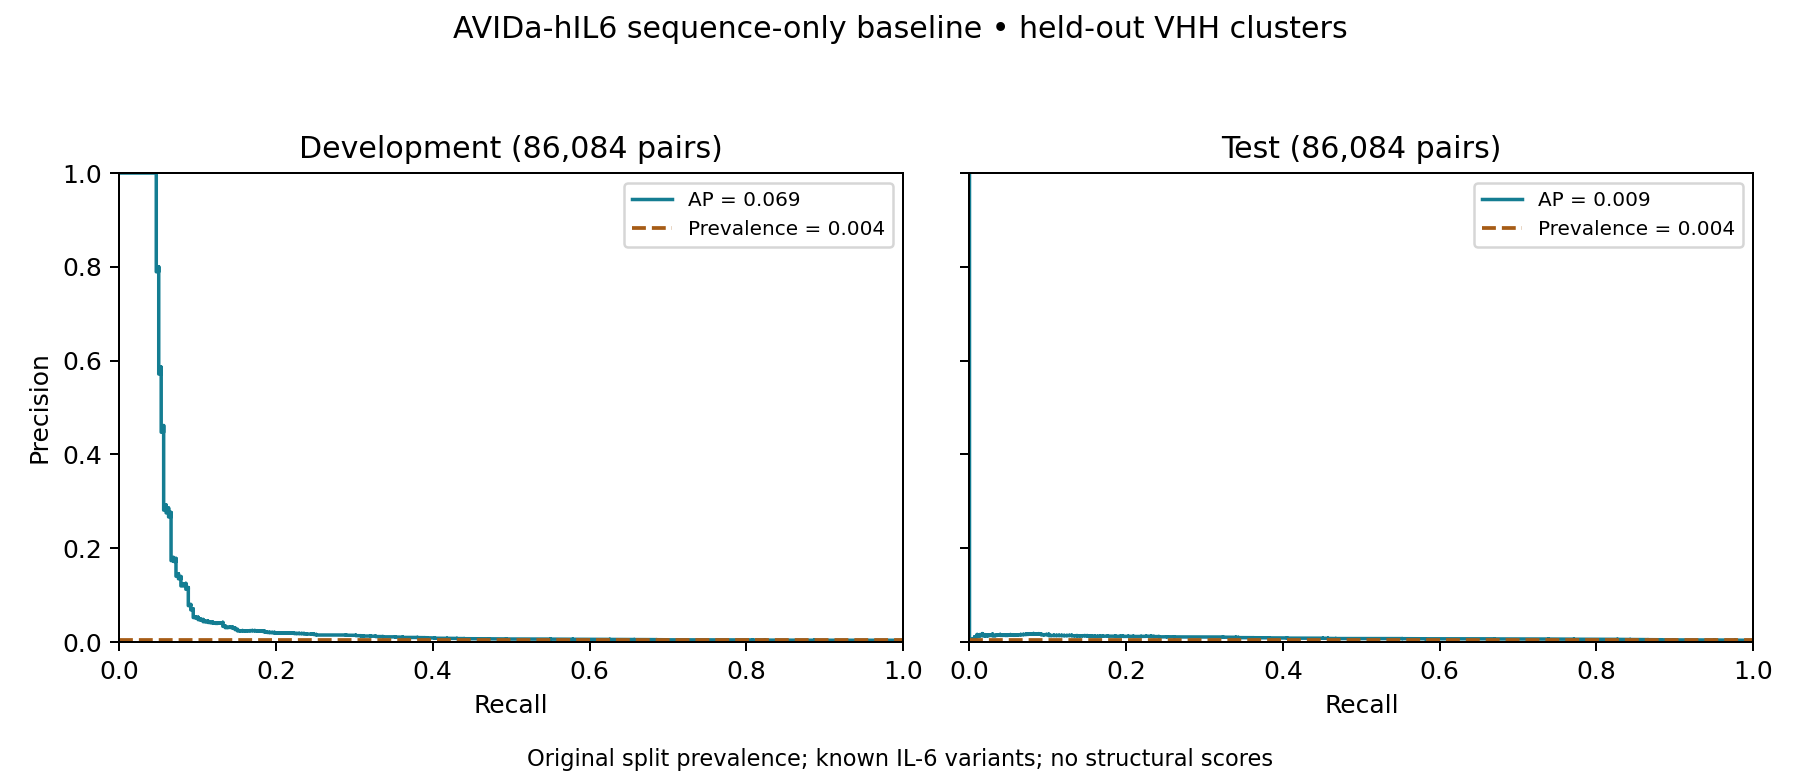 AVIDa-hIL6 sequence-only baseline • held-out VHH clusters
Development (86,084 pairs)
1.0
0.8
0.6
0.4
0.2
0.0
Precision
AP = 0.069
Prevalence = 0.004
0.0 0.2 0.4 0.6 0.8 1.0
Recall
Test (86,084 pairs)
AP = 0.009
Prevalence = 0.004
0.0 0.2 0.4 0.6 0.8 1.0
Recall
Original split prevalence; known IL-6 variants; no structural scores